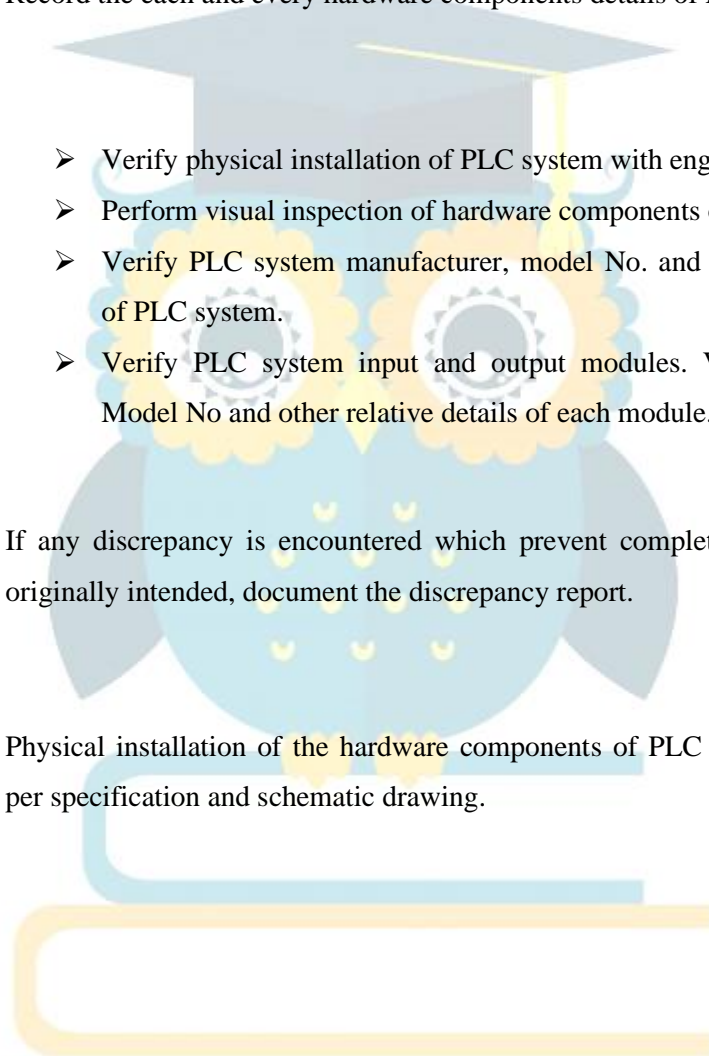 Record the each and every hardware components details of
➢ Verify physical installation of PLC system with eng
➢ Perform visual inspection of hardware components
➢ Verify PLC system manufacturer, model No. and
of PLC system.
➢ Verify PLC system input and output modules.
Model No and other relative details of each module.
If any discrepancy is encountered which prevent complet
originally intended, document the discrepancy report.
Physical installation of the hardware components of PLC
per specification and schematic drawing.